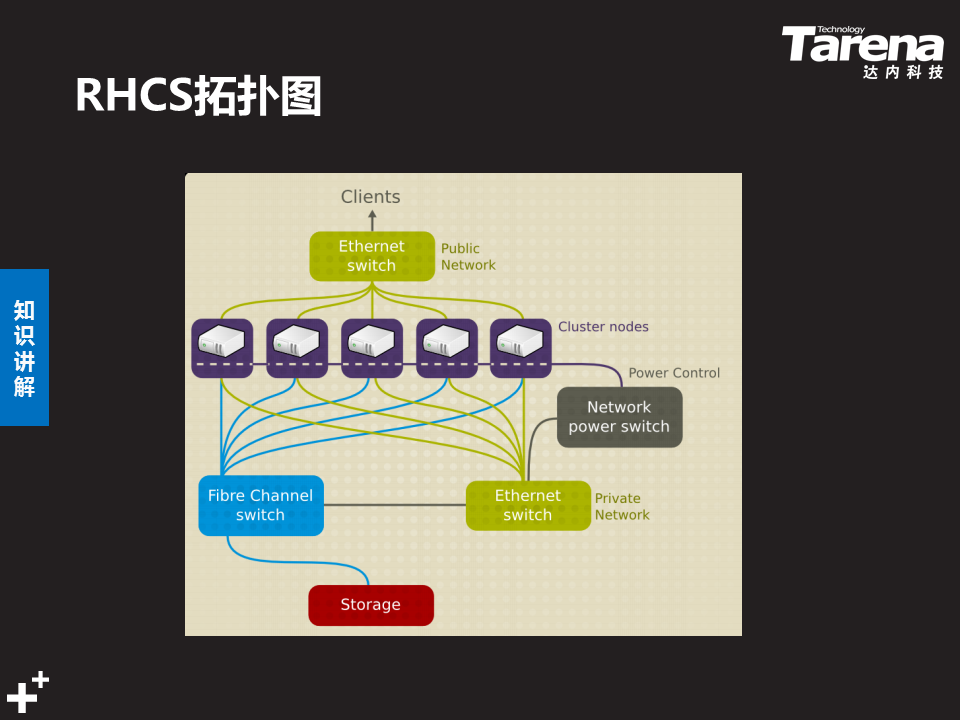 Technology
Tarena
达内科技
RHCS拓扑图
知
识
讲
解
Clients
Ethernet
switch
Public
Network
Cluster nodes
Power Control
Network
power switch
Fibre Channel
switch
Ethernet
switch
Private
Network
Storage